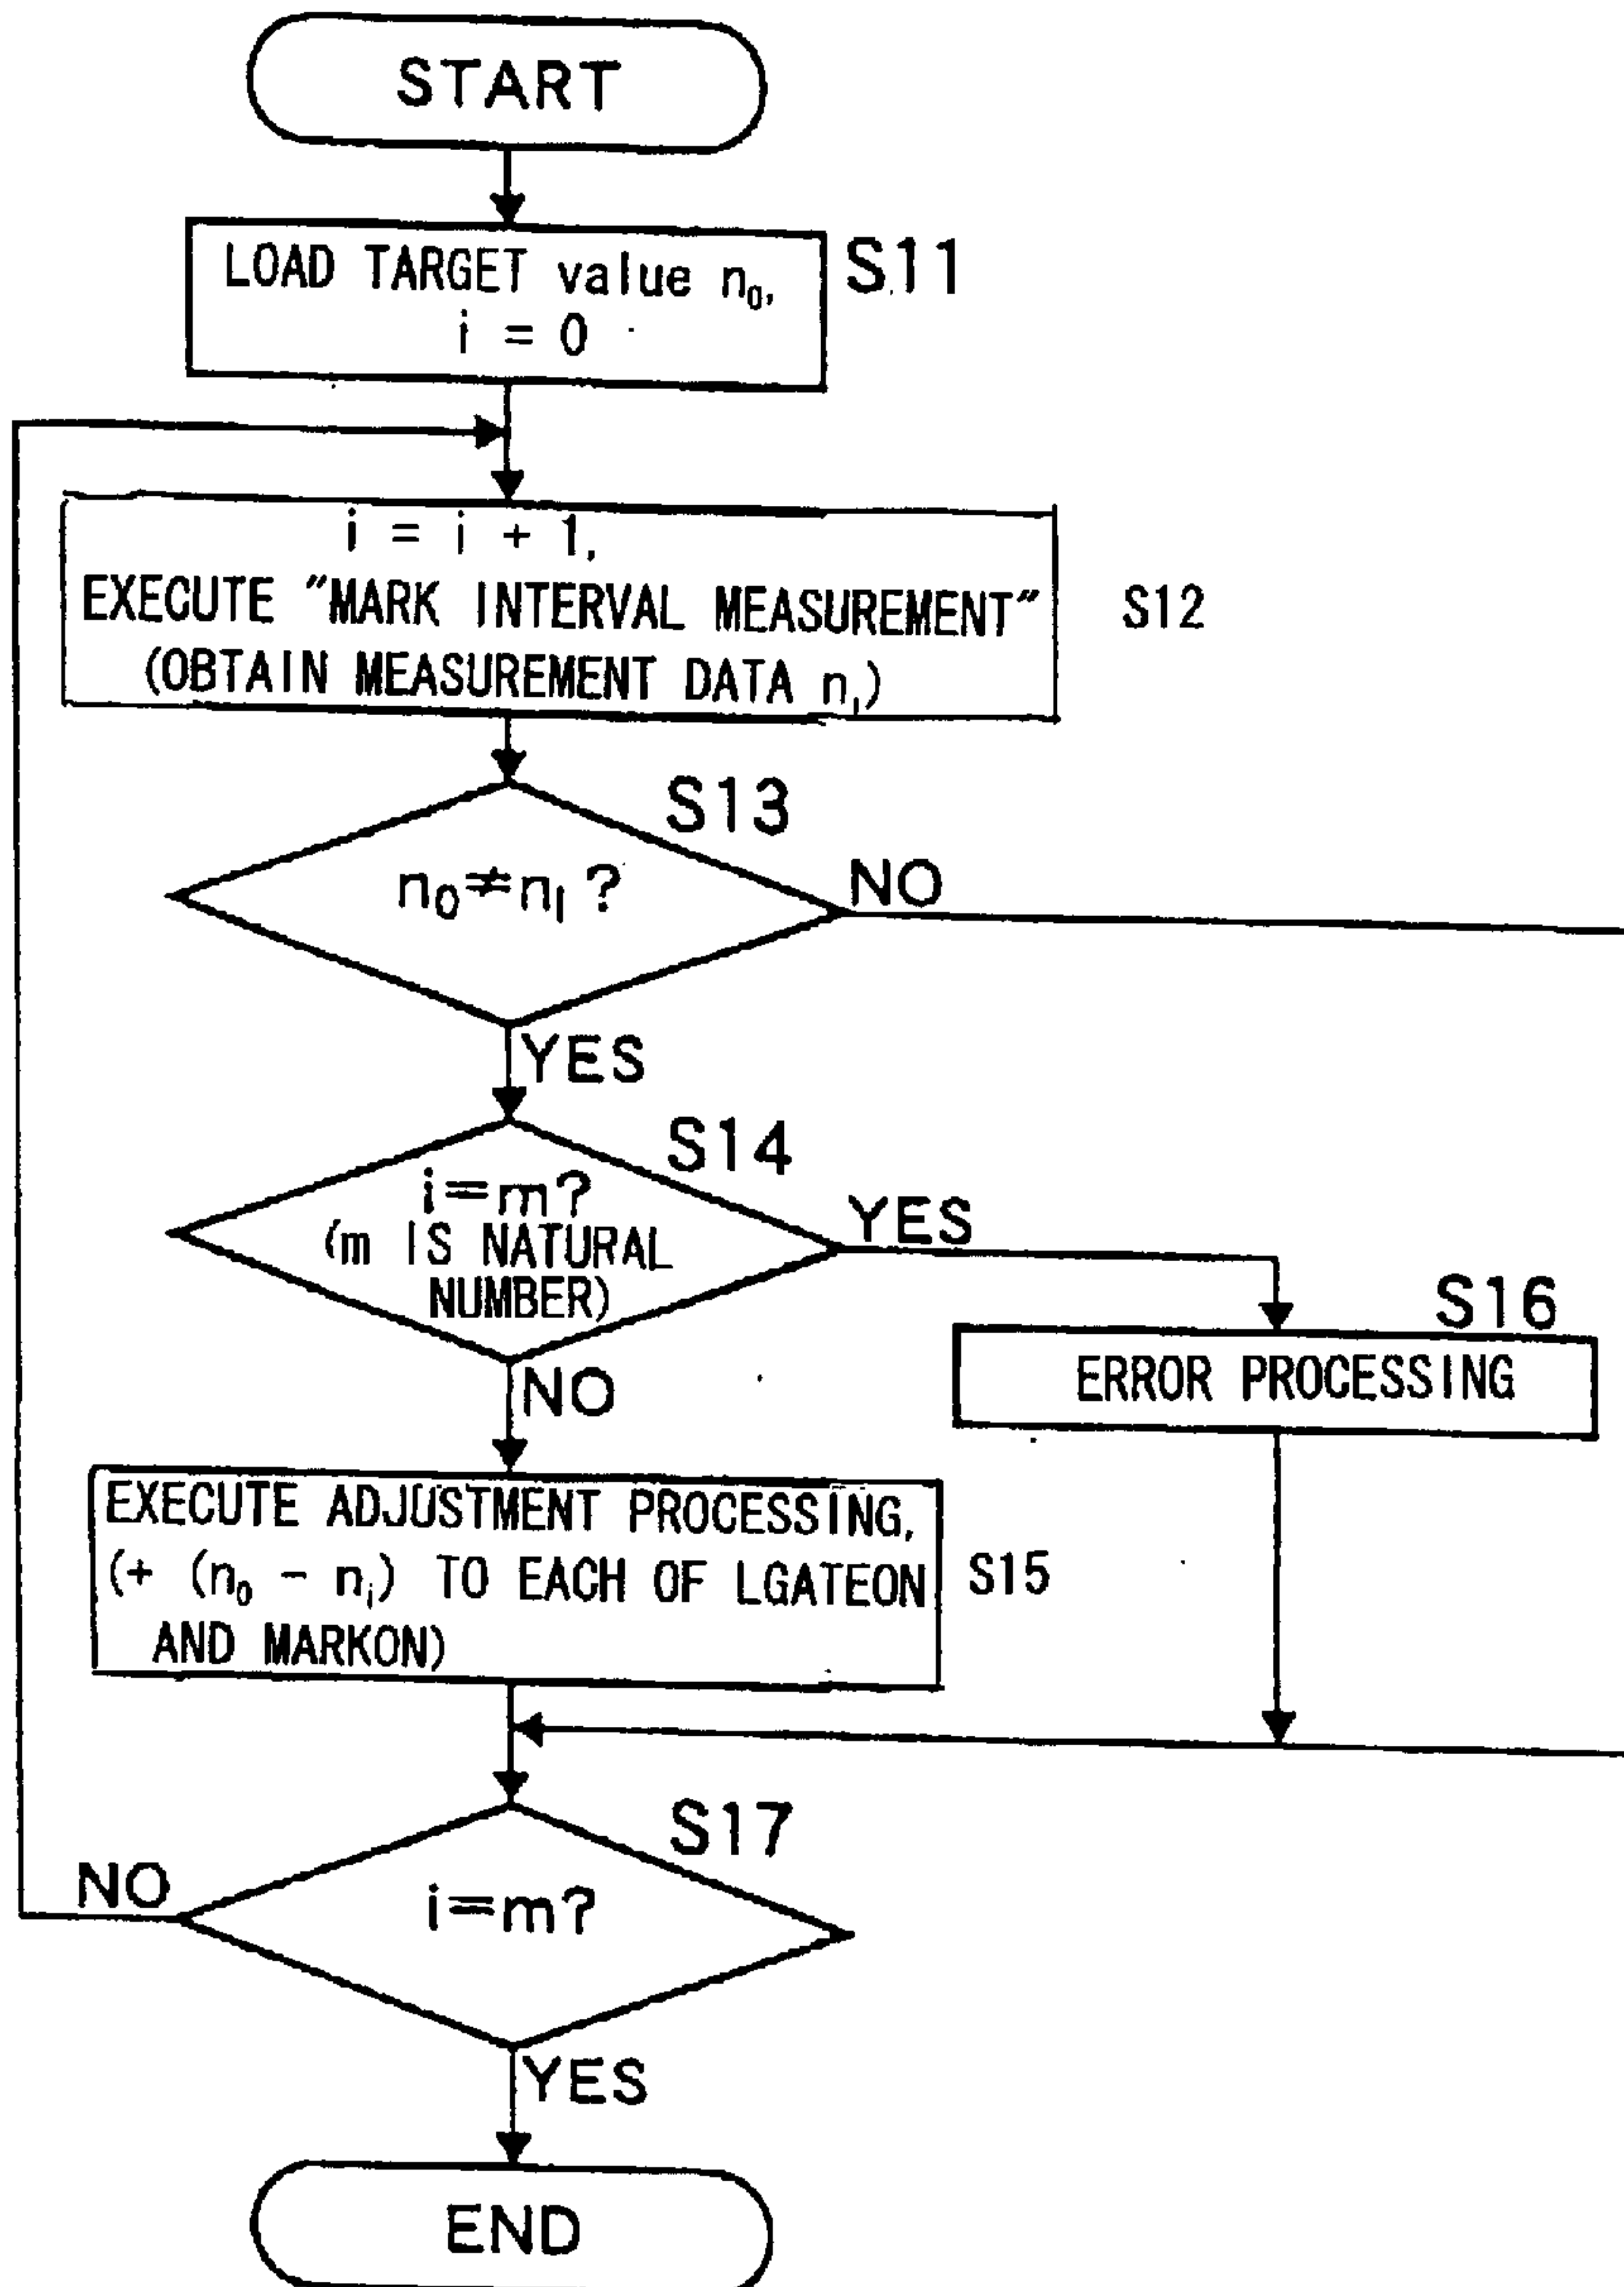 START
LOAD TARGET value n₀,
i = 0
S11
i = i + 1,
EXECUTE "MARK INTERVAL MEASUREMENT"
(OBTAIN MEASUREMENT DATA nᵢ)
S12
S13
n₀≠nᵢ ?
NO
YES
S14
i=m?
(m IS NATURAL
NUMBER)
YES
NO
S16
ERROR PROCESSING
EXECUTE ADJUSTMENT PROCESSING,
(+ (n₀ - nᵢ) TO EACH OF LGATEON
AND MARKON)
S15
S17
i=m?
NO
YES
END